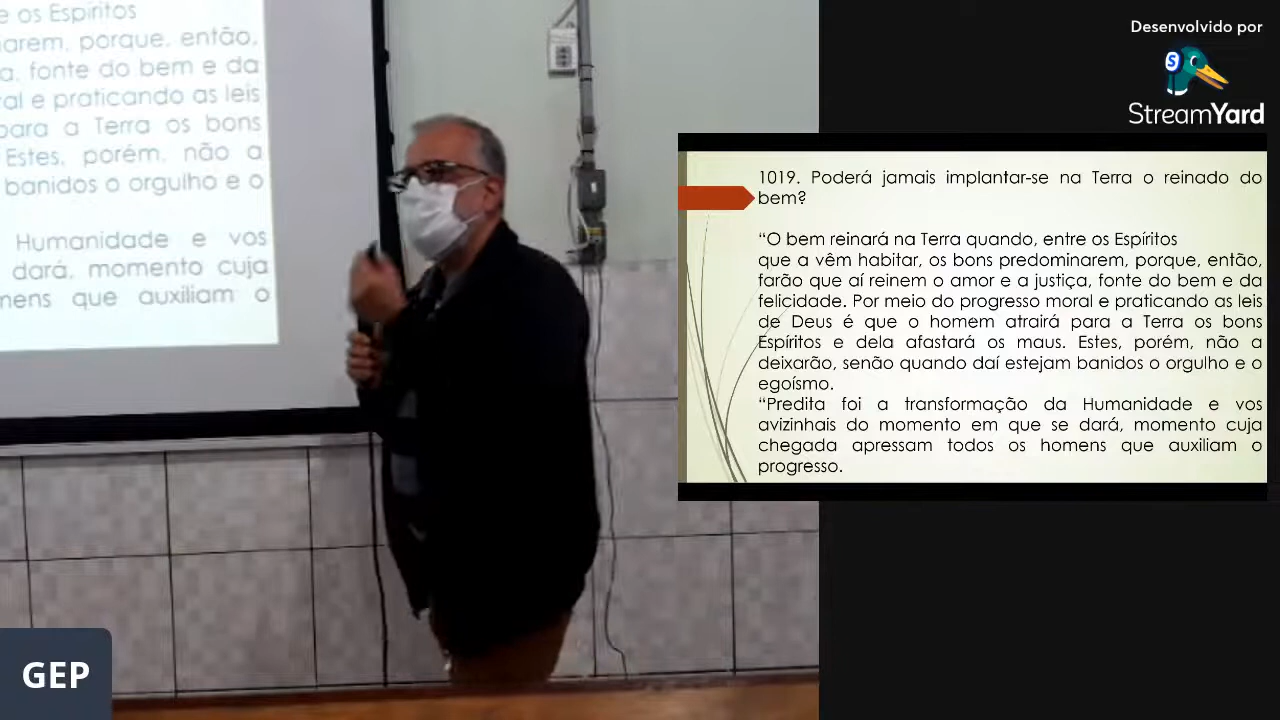 e os Espíritos
arem, porque, então,
a, fonte do bem e da
ral e praticando as leis
para a Terra os bons
Estes, porém, não a
banidos o orgulho e o
Humanidade e vos
dará, momento cuja
mens que auxiliam o
Desenvolvido por
S
StreamYard
1019. Poderá jamais implantar-se na Terra o reinado do
bem?
“O bem reinará na Terra quando, entre os Espíritos
que a vêm habitar, os bons predominarem, porque, então,
farão que aí reinem o amor e a justiça, fonte do bem e da
felicidade. Por meio do progresso moral e praticando as leis
de Deus é que o homem atrairá para a Terra os bons
Espíritos e dela afastará os maus. Estes, porém, não a
deixarão, senão quando daí estejam banidos o orgulho e o
egoísmo.
“Predita foi a transformação da Humanidade e vos
avizinhais do momento em que se dará, momento cuja
chegada apressam todos os homens que auxiliam o
progresso.
GEP